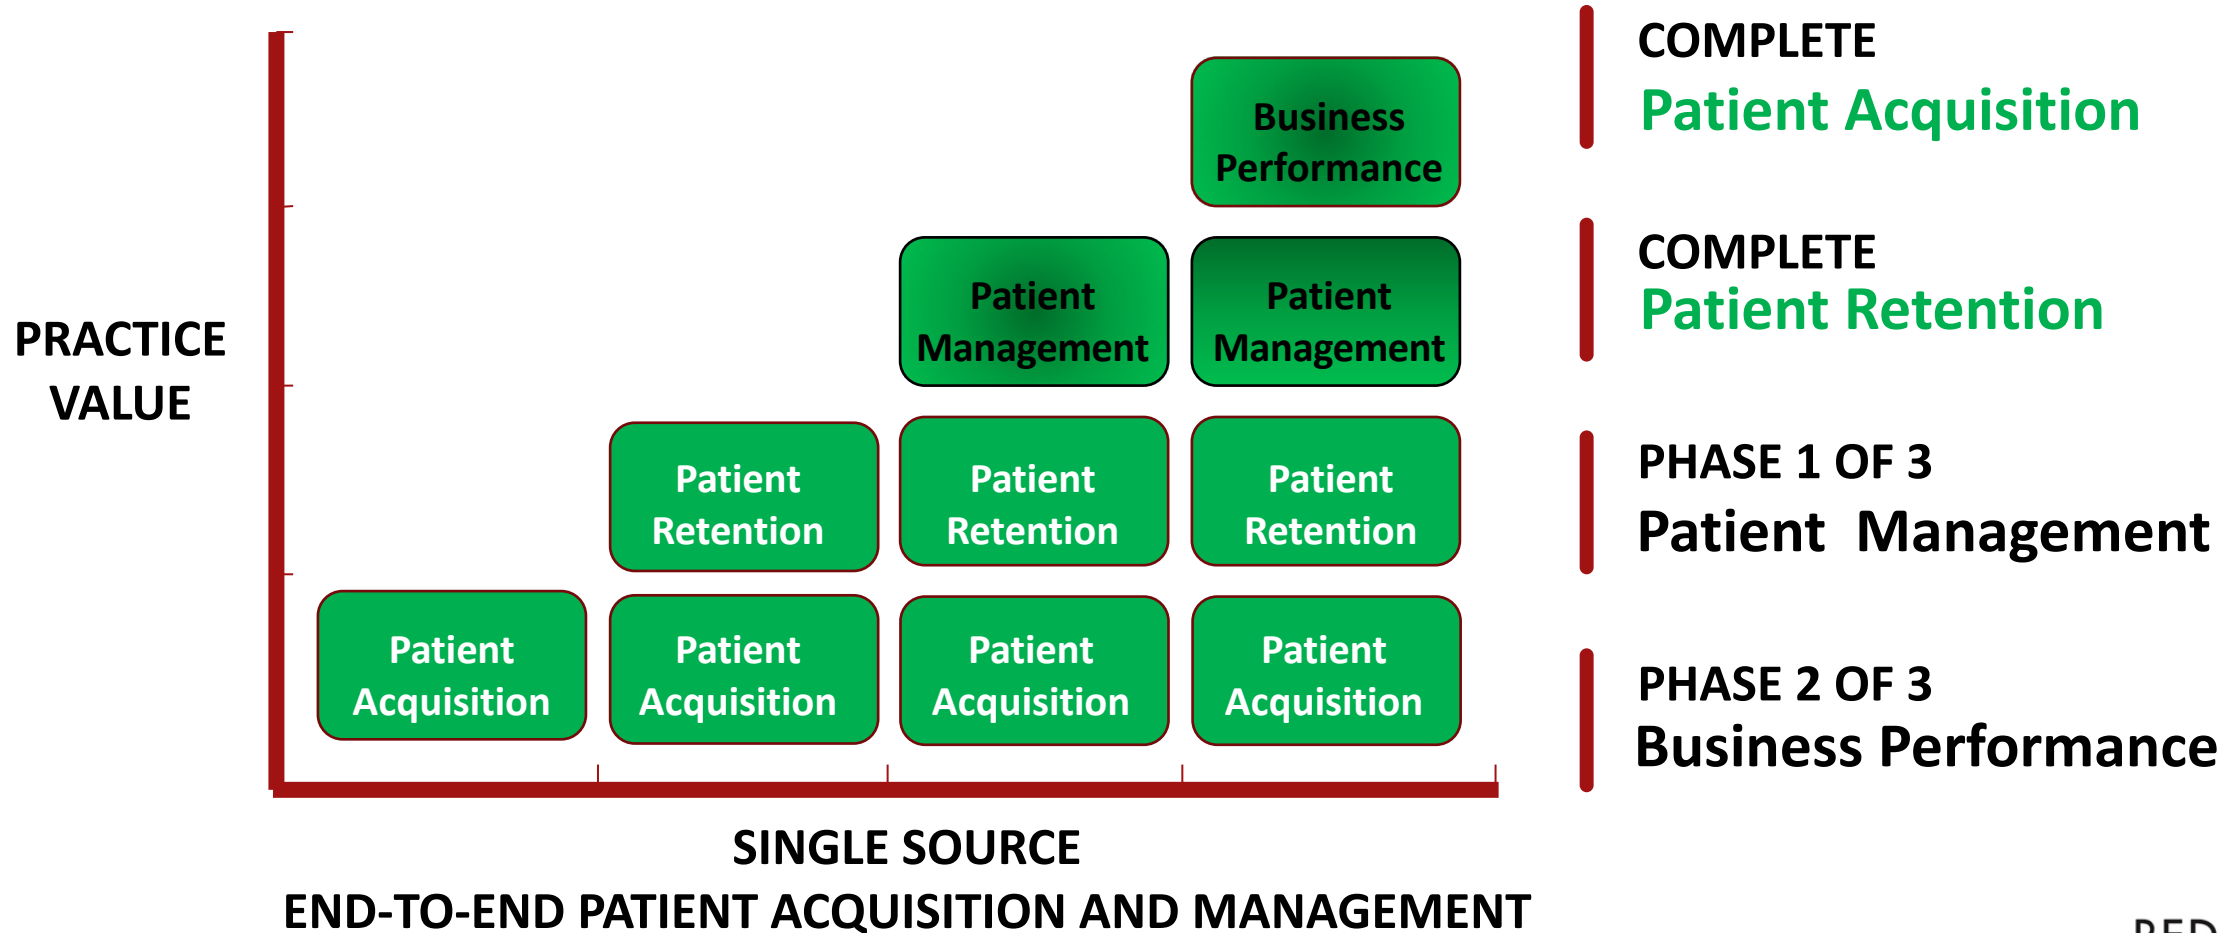 PRACTICE
VALUE
Business
Performance
Patient
Management
Patient
Management
Patient
Retention
Patient
Retention
Patient
Retention
Patient
Acquisition
Patient
Acquisition
Patient
Acquisition
Patient
Acquisition
SINGLE SOURCE
END-TO-END PATIENT ACQUISITION AND MANAGEMENT
COMPLETE
Patient Acquisition
COMPLETE
Patient Retention
PHASE 1 OF 3
Patient Management
PHASE 2 OF 3
Business Performance